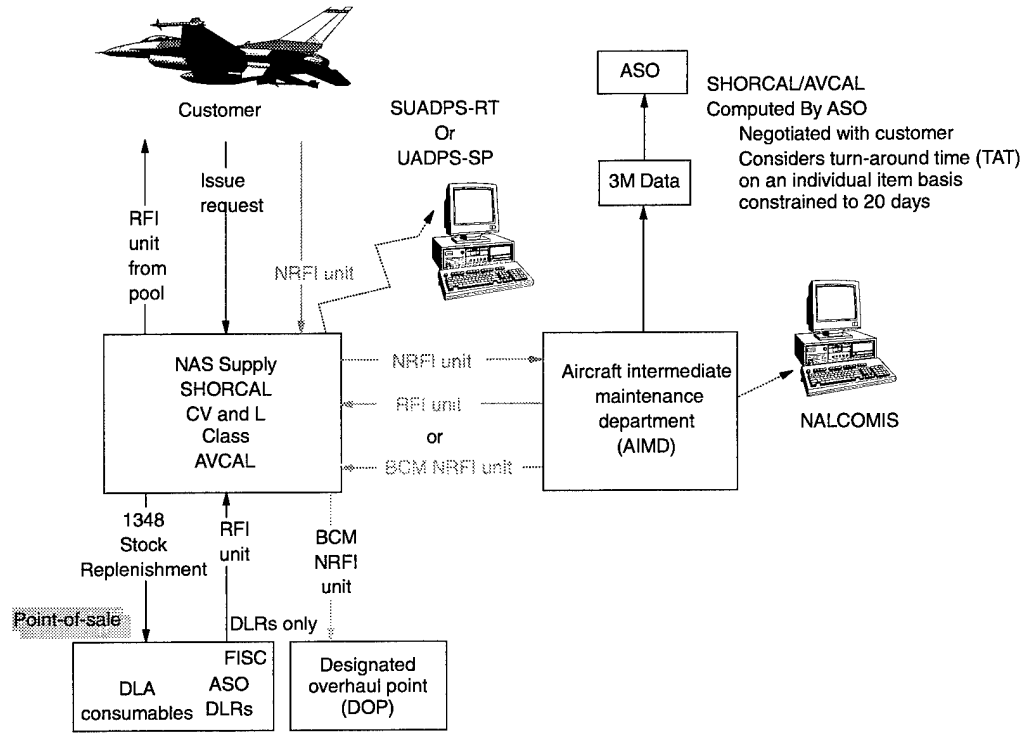 Customer
RFI
unit
from
pool
Issue
request
NRFI unit
SUADPS-RT
Or
UADPS-SP
ASO
3M Data
SHORCAL/AVCAL
Computed By ASO
Negotiated with customer
Considers turn-around time (TAT)
on an individual item basis
constrained to 20 days
NAS Supply
SHORCAL
CV and L
Class
AVCAL
NRFI unit
RFI unit
or
BCM NRFI unit
Aircraft intermediate
maintenance
department
(AIMD)
NALCOMIS
1348
Stock
Replenishment
RFI
unit
BCM
NRFI
unit
Point-of-sale
DLRs only
FISC
DLA
consumables
ASO
DLRs
Designated
overhaul point
(DOP)